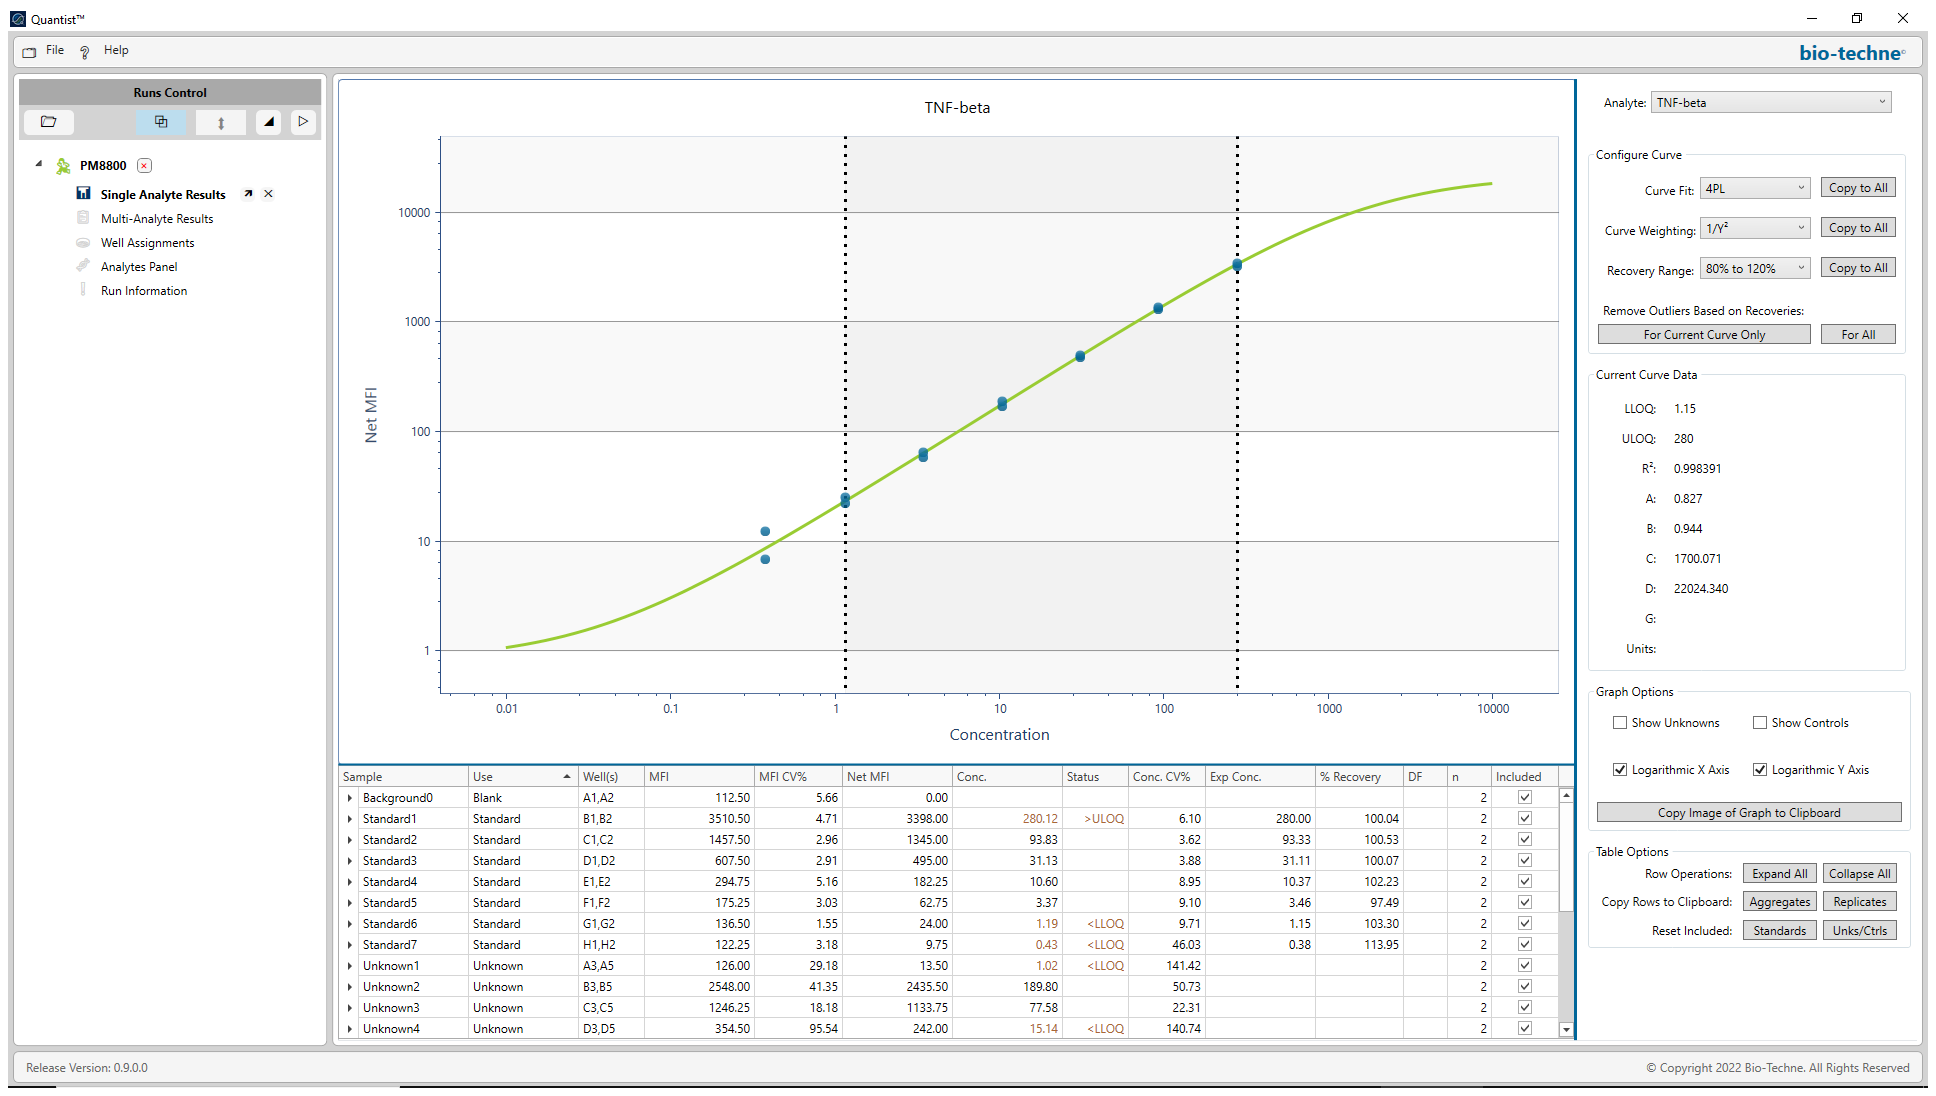 Quantist™
File Help
bio-techne®
Runs Control
PM8800
Single Analyte Results
Multi-Analyte Results
Well Assignments
Analytes Panel
Run Information
TNF-beta
Net MFI
10000
1000
100
10
1
0.01 0.1 1 10 100 1000 10000
Concentration
Sample Use Well(s) MFI MFI CV% Net MFI Conc. Status Conc. CV% Exp Conc. % Recovery DF n Included
Background0 Blank A1,A2 112.50 5.66 0.00 2
Standard1 Standard B1,B2 3510.50 4.71 3398.00 280.12 >ULOQ 6.10 280.00 100.04 2
Standard2 Standard C1,C2 1457.50 2.96 1345.00 93.83 3.62 93.33 100.53 2
Standard3 Standard D1,D2 607.50 2.91 495.00 31.13 3.88 31.11 100.07 2
Standard4 Standard E1,E2 294.75 5.16 182.25 10.60 8.95 10.37 102.23 2
Standard5 Standard F1,F2 175.25 3.03 62.75 3.37 9.10 3.46 97.49 2
Standard6 Standard G1,G2 136.50 1.55 24.00 1.19 <LLOQ 9.71 1.15 103.30 2
Standard7 Standard H1,H2 122.25 3.18 9.75 0.43 <LLOQ 46.03 0.38 113.95 2
Unknown1 Unknown A3,A5 126.00 29.18 13.50 1.02 <LLOQ 141.42 2
Unknown2 Unknown B3,B5 2548.00 41.35 2435.50 189.80 50.73 2
Unknown3 Unknown C3,C5 1246.25 18.18 1133.75 77.58 22.31 2
Unknown4 Unknown D3,D5 354.50 95.54 242.00 15.14 <LLOQ 140.74 2
Analyte: TNF-beta
Configure Curve
Curve Fit: 4PL Copy to All
Curve Weighting: 1/Y² Copy to All
Recovery Range: 80% to 120% Copy to All
Remove Outliers Based on Recoveries:
For Current Curve Only For All
Current Curve Data
LLOQ: 1.15
ULOQ: 280
R²: 0.998391
A: 0.827
B: 0.944
C: 1700.071
D: 22024.340
G:
Units:
Graph Options
Show Unknowns Show Controls
Logarithmic X Axis Logarithmic Y Axis
Copy Image of Graph to Clipboard
Table Options
Row Operations: Expand All Collapse All
Copy Rows to Clipboard: Aggregates Replicates
Reset Included: Standards Unks/Ctrls
Release Version: 0.9.0.0
© Copyright 2022 Bio-Techne. All Rights Reserved